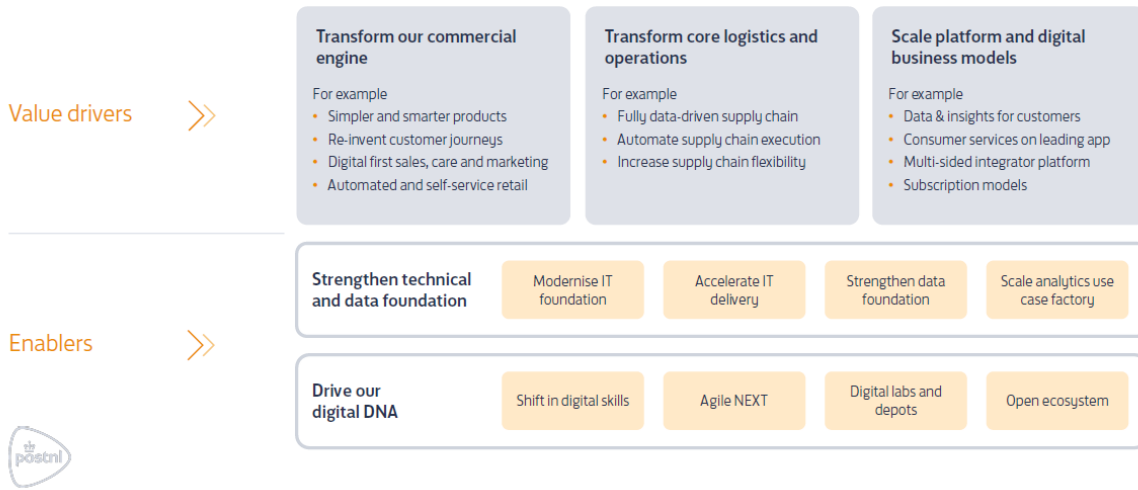 Value drivers
Transform our commercial
engine
For example
• Simpler and smarter products
• Re-invent customer journeys
• Digital first sales, care and marketing
• Automated and self-service retail
Transform core logistics and
operations
For example
• Fully data-driven supply chain
• Automate supply chain execution
• Increase supply chain flexibility
Scale platform and digital
business models
For example
• Data & insights for customers
• Consumer services on leading app
• Multi-sided integrator platform
• Subscription models
Enablers
Strengthen technical
and data foundation
Modernise IT
foundation
Accelerate IT
delivery
Strengthen data
foundation
Scale analytics use
case factory
Drive our
digital DNA
Shift in digital skills
Agile NEXT
Digital labs and
depots
Open ecosystem
postnl